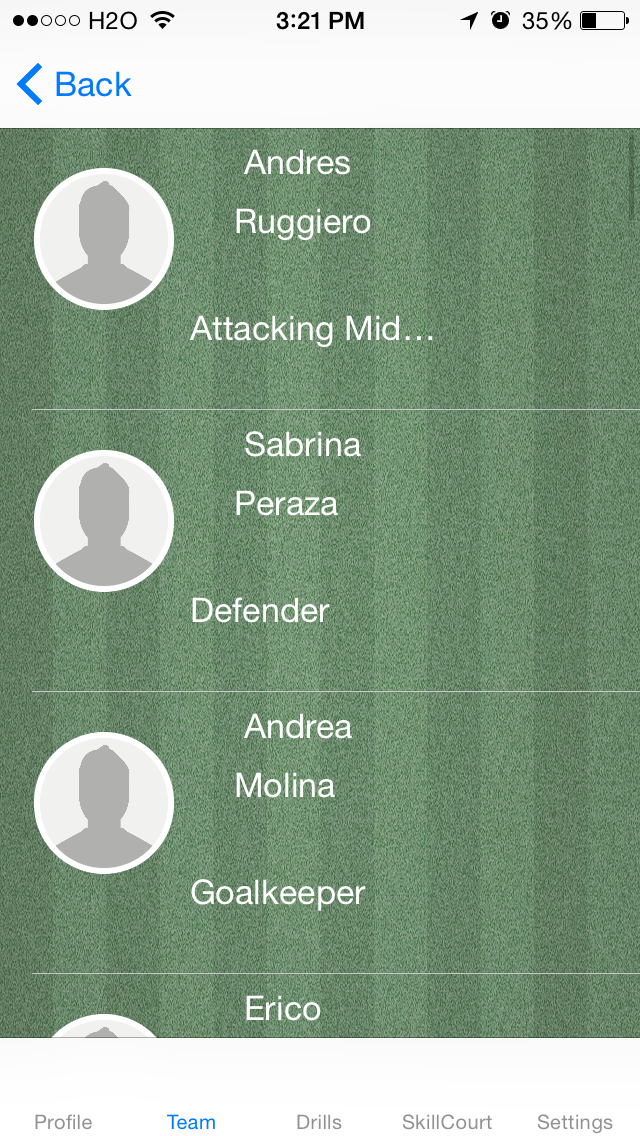 H2O 3:21 PM 35%
Back
Andres
Ruggiero
Attacking Mid...
Sabrina
Peraza
Defender
Andrea
Molina
Goalkeeper
Erico
Profile Team Drills SkillCourt Settings